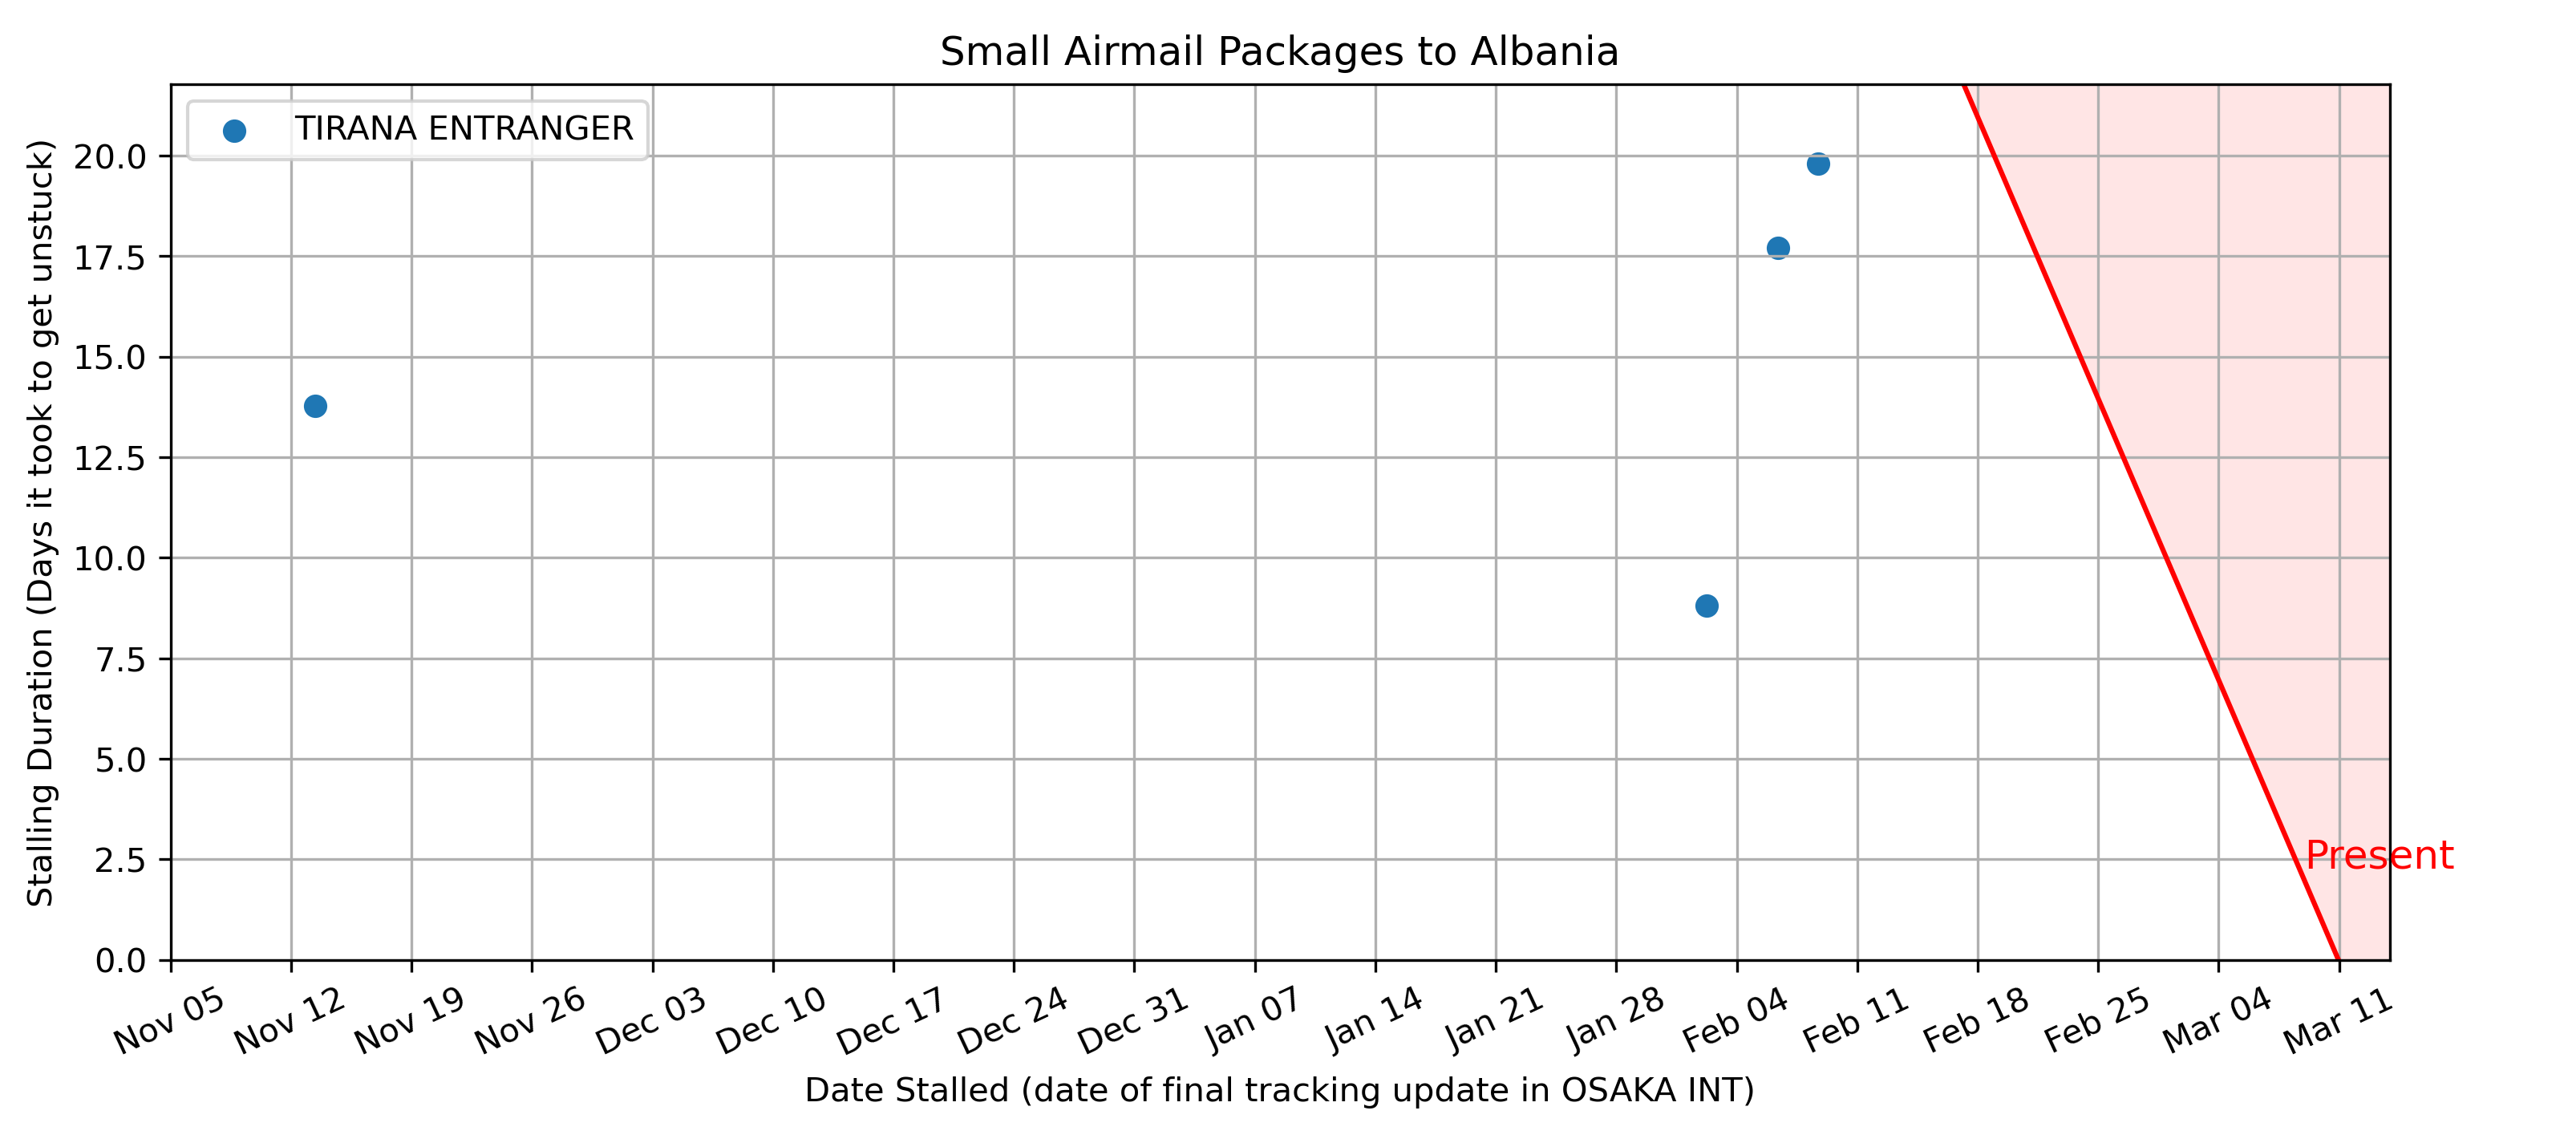 Small Airmail Packages to Albania
TIRANA ENTRANGER
Stalling Duration (Days it took to get unstuck)
20.0
17.5
15.0
12.5
10.0
7.5
5.0
2.5
0.0
Present
Nov 05 Nov 12 Nov 19 Nov 26 Dec 03 Dec 10 Dec 17 Dec 24 Dec 31 Jan 07 Jan 14 Jan 21 Jan 28 Feb 04 Feb 11 Feb 18 Feb 25 Mar 04 Mar 11
Date Stalled (date of final tracking update in OSAKA INT)